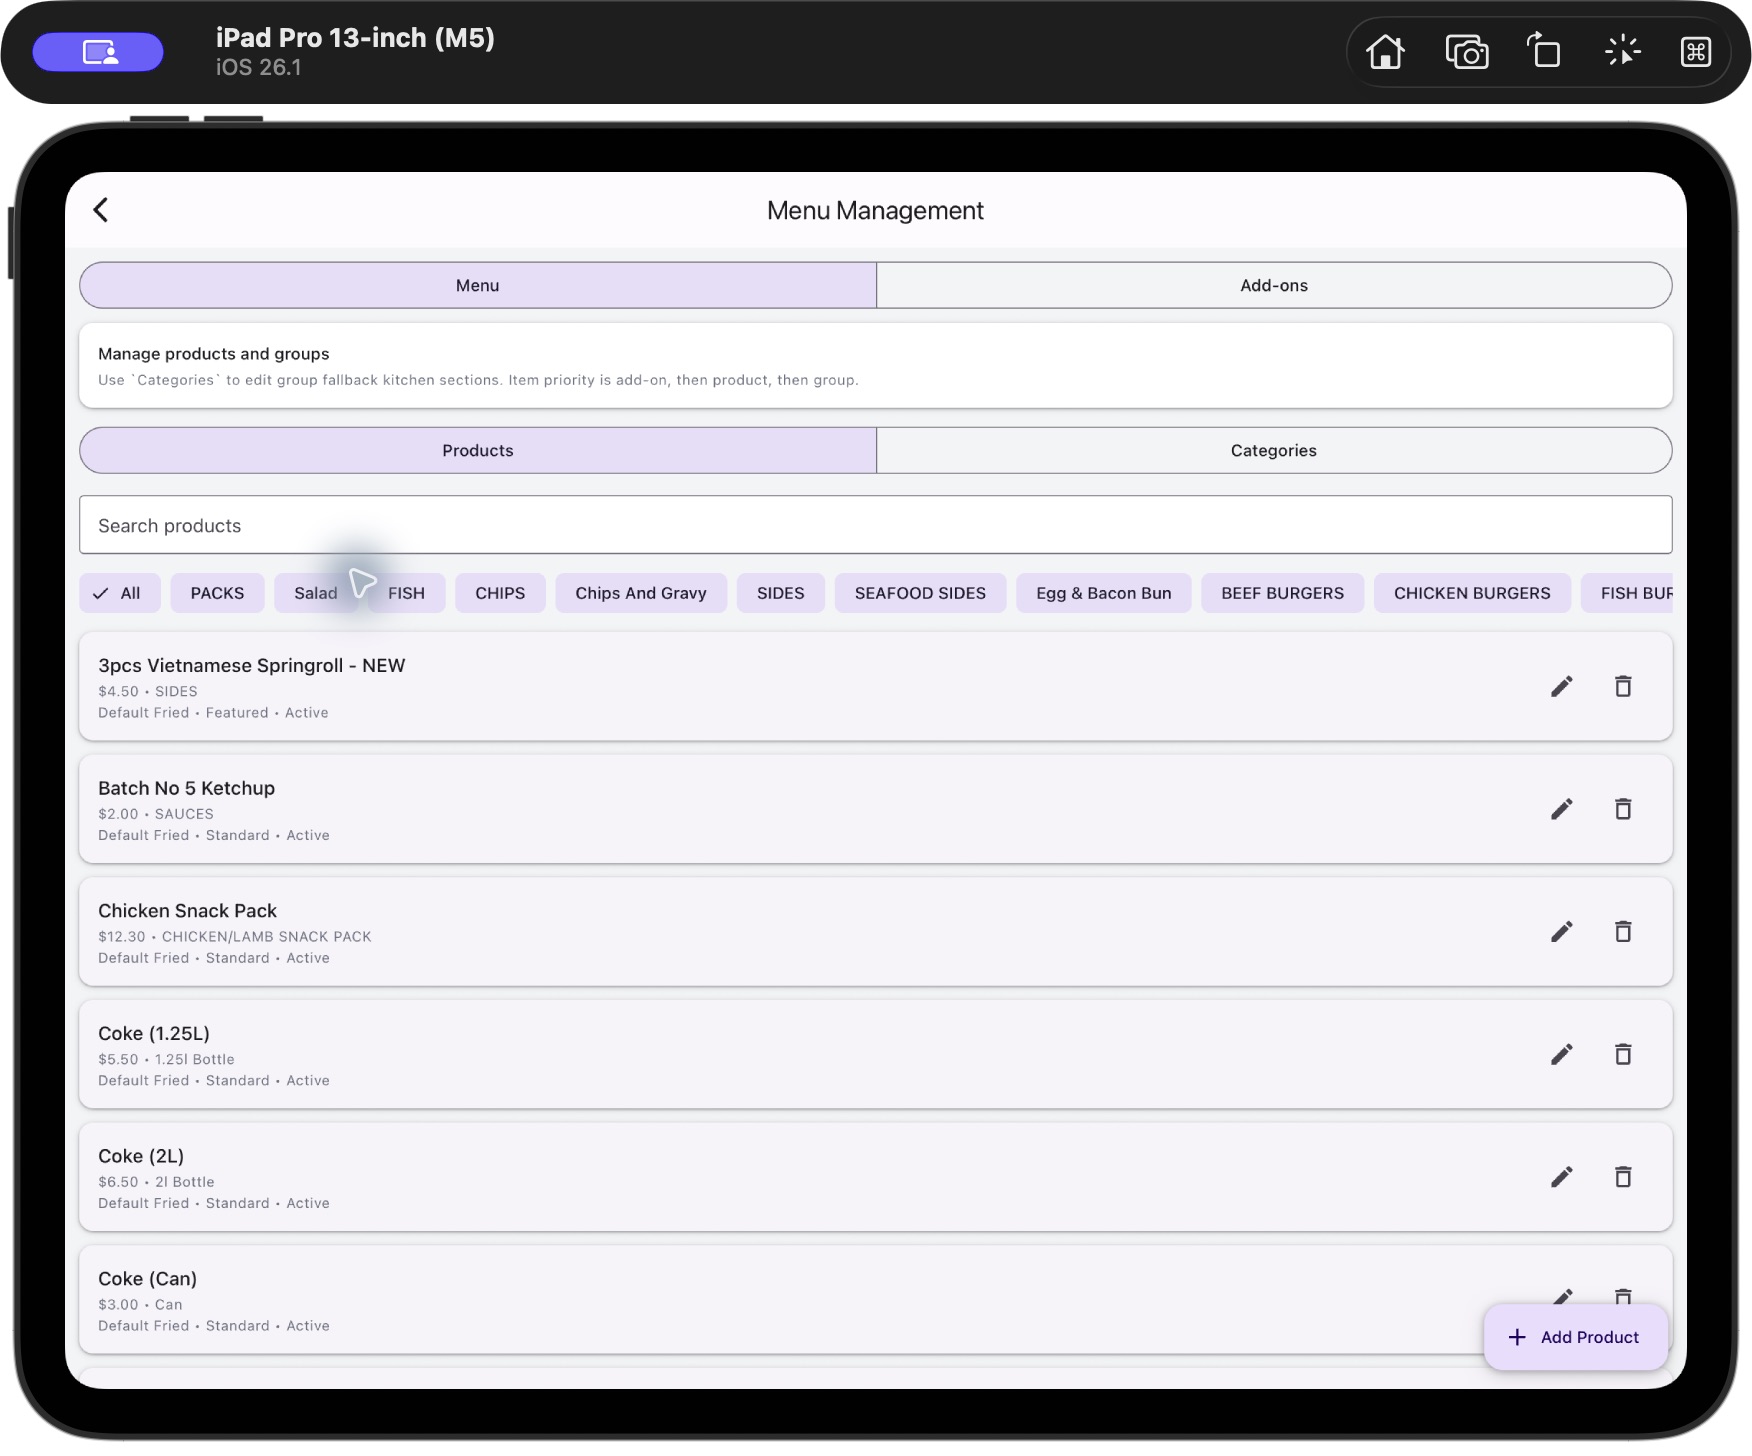 iPad Pro 13-inch (M5)
iOS 26.1
Menu Management
Menu
Add-ons
Manage products and groups
Use `Categories` to edit group fallback kitchen sections. Item priority is add-on, then product, then group.
Products
Categories
Search products
All
PACKS
Salad
FISH
CHIPS
Chips And Gravy
SIDES
SEAFOOD SIDES
Egg & Bacon Bun
BEEF BURGERS
CHICKEN BURGERS
FISH BUR
3pcs Vietnamese Springroll - NEW
$4.50 • SIDES
Default Fried • Featured • Active
Batch No 5 Ketchup
$2.00 • SAUCES
Default Fried • Standard • Active
Chicken Snack Pack
$12.30 • CHICKEN/LAMB SNACK PACK
Default Fried • Standard • Active
Coke (1.25L)
$5.50 • 1.25l Bottle
Default Fried • Standard • Active
Coke (2L)
$6.50 • 2l Bottle
Default Fried • Standard • Active
Coke (Can)
$3.00 • Can
Default Fried • Standard • Active
Add Product